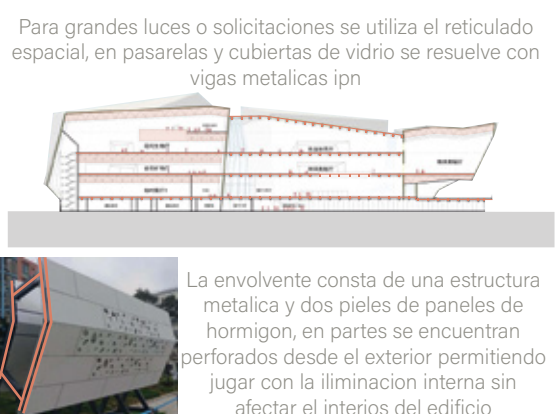 Para grandes luces o solicitaciones se utiliza el reticulado
espacial, en pasarelas y cubiertas de vidrio se resuelve con
vigas metalicas ipn
La envolvente consta de una estructura
metalica y dos pieles de paneles de
hormigon, en partes se encuentran
perforados desde el exterior permitiendo
jugar con la iliminacion interna sin
afectar el interios del edificio